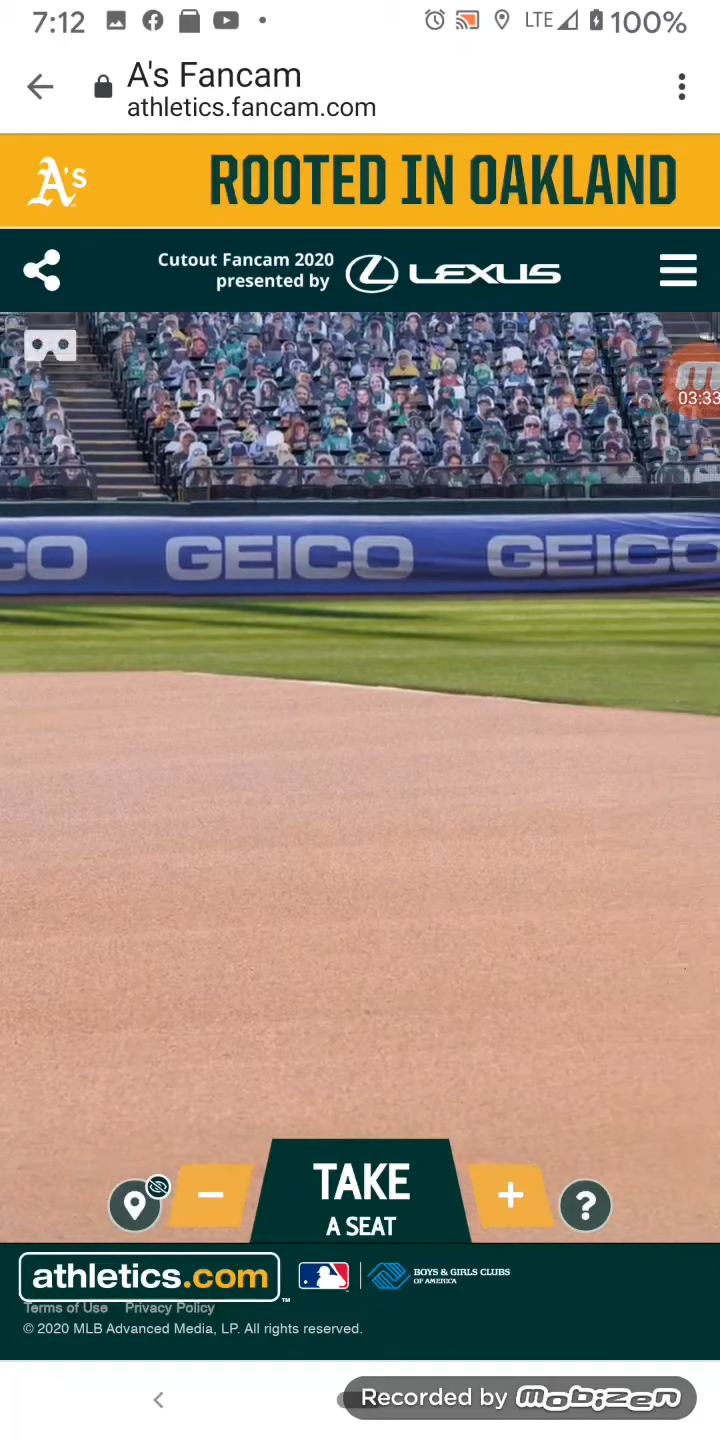 7:12 LTE 100%
A's Fancam
athletics.fancam.com
A's ROOTED IN OAKLAND
Cutout Fancam 2020
presented by LEXUS
03:33
CO GEICO GEICO
TAKE
A SEAT
?
athletics.com™ BOYS & GIRLS CLUBS
OF AMERICA
Terms of Use Privacy Policy
© 2020 MLB Advanced Media, LP. All rights reserved.
Recorded by mobizen